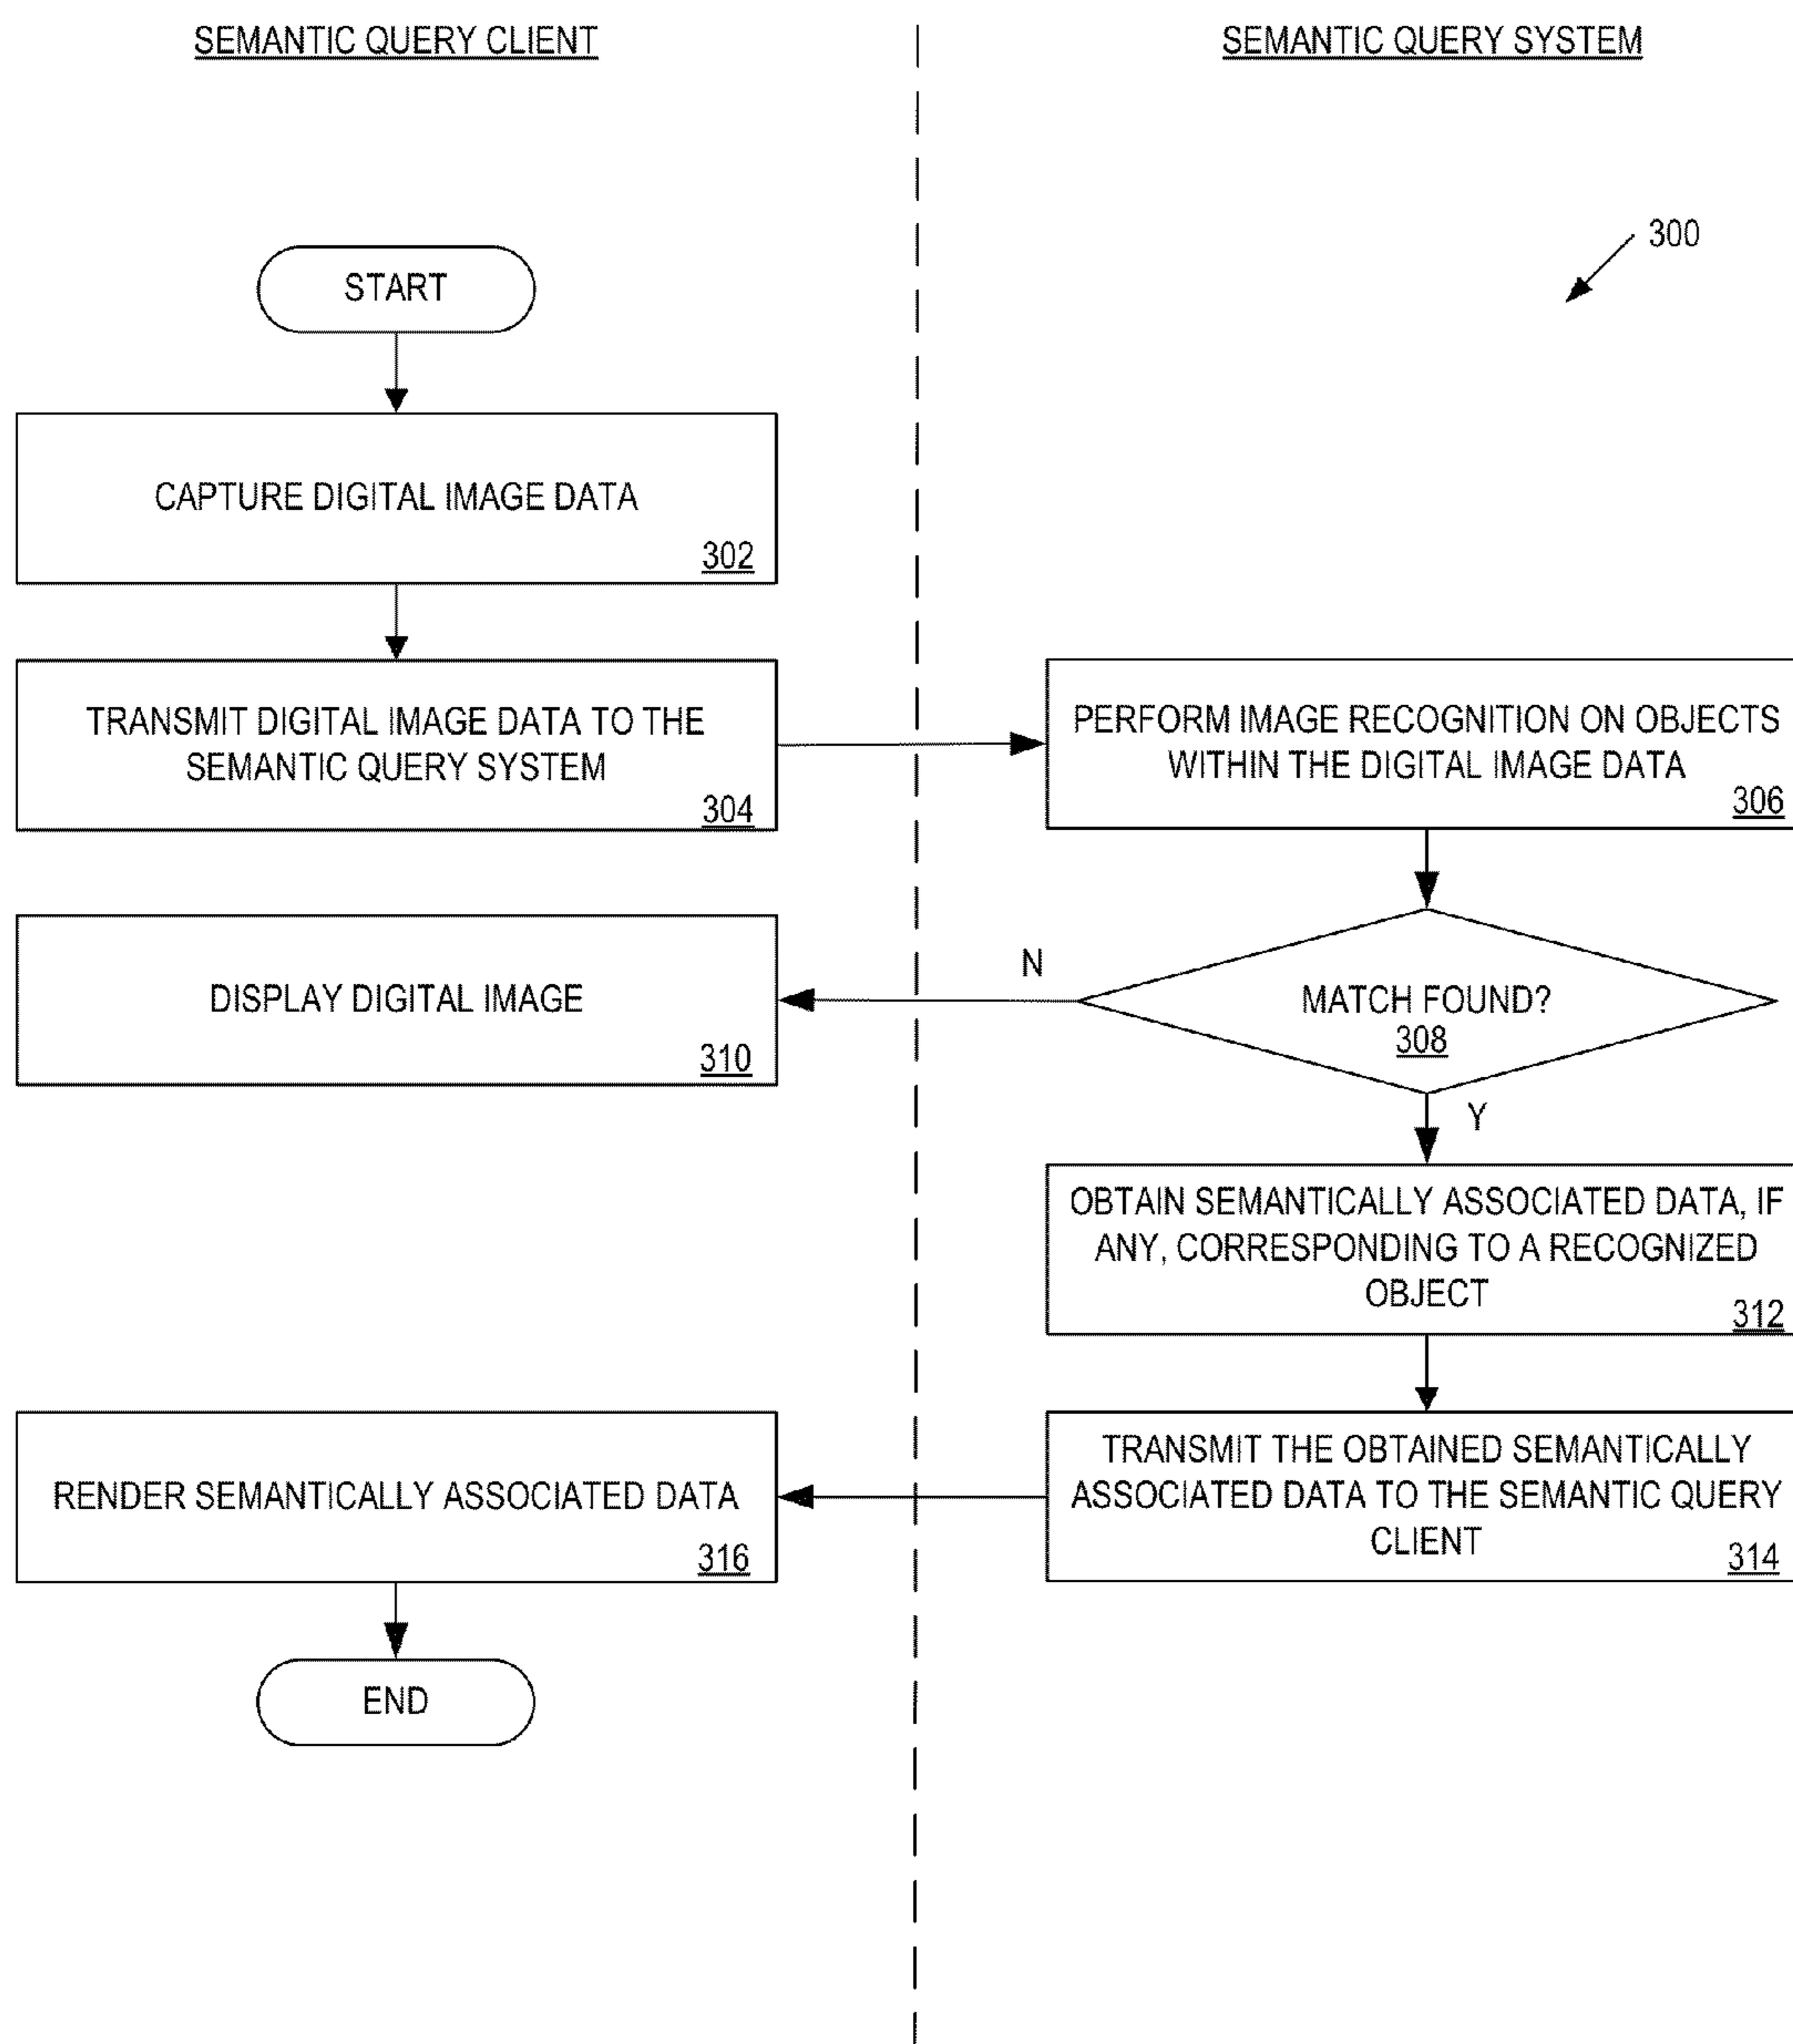 SEMANTIC QUERY CLIENT
SEMANTIC QUERY SYSTEM
300
START
CAPTURE DIGITAL IMAGE DATA
302
TRANSMIT DIGITAL IMAGE DATA TO THE
SEMANTIC QUERY SYSTEM
304
PERFORM IMAGE RECOGNITION ON OBJECTS
WITHIN THE DIGITAL IMAGE DATA
306
MATCH FOUND?
308
N
DISPLAY DIGITAL IMAGE
310
Y
OBTAIN SEMANTICALLY ASSOCIATED DATA, IF
ANY, CORRESPONDING TO A RECOGNIZED
OBJECT
312
TRANSMIT THE OBTAINED SEMANTICALLY
ASSOCIATED DATA TO THE SEMANTIC QUERY
CLIENT
314
RENDER SEMANTICALLY ASSOCIATED DATA
316
END